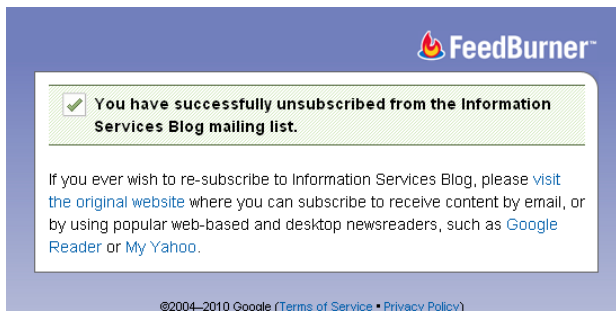 FeedBurner™
You have successfully unsubscribed from the Information
Services Blog mailing list.
If you ever wish to re-subscribe to Information Services Blog, please visit
the original website where you can subscribe to receive content by email, or
by using popular web-based and desktop newsreaders, such as Google
Reader or My Yahoo.
©2004–2010 Google (Terms of Service • Privacy Policy)